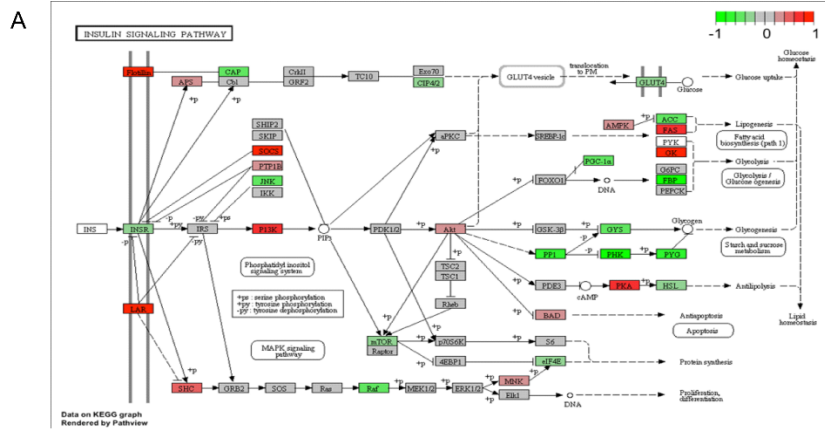 A
INSULIN SIGNALING PATHWAY
-1 0 1
Flotillin
CAP
APS
Cbl
CrkII
GRF2
TC10
Exo70
CIP4/2
GLUT4 vesicle
translocation to PM
GLUT4
Glucose
Glucose uptake
Glucose homeostasis
+p
SHIP2
SKIP
aPKC
SREBP-1c
AMPK
+p
ACC
FAS
Lipogenesis
Fatty acid biosynthesis (path 1)
SOCS
PTP1B
JNK
IKK
+p
PGC-1α
PYK
GK
Glycolysis
FOXO1
DNA
G6PC
FBP
PEPCK
Glycolysis / Glucose ogenesis
INS
INSR
-p
+py
-py
+ps
IRS
PI3K
PIP3
PDK1/2
+p
Akt
GSK-3β
GYS
Glycogen
Glycogenesis
-p
-py
PP1
-p
PHK
+p
PYG
Starch and sucrose metabolism
Phosphatidyl inositol signaling system
+p
TSC2
TSC1
+p
PDE3
cAMP
PKA
+p
HSL
Antilipolysis
+ps : serine phosphorylation
+py : tyrosine phosphorylation
-py : tyrosine dephosphorylation
LAR
Rheb
+p
BAD
Antiapoptosis
Apoptosis
Lipid homeostasis
MAPK signaling pathway
+p
mTOR
Raptor
+p
p70S6K
+p
S6
+p
4EBP1
eIF4E
Protein synthesis
+p
SHC
GRB2
SOS
Ras
Raf
+p
MEK1/2
+p
ERK1/2
+p
MNK
+p
Elk1
DNA
Proliferation, differentiation
Data on KEGG graph
Rendered by Pathview